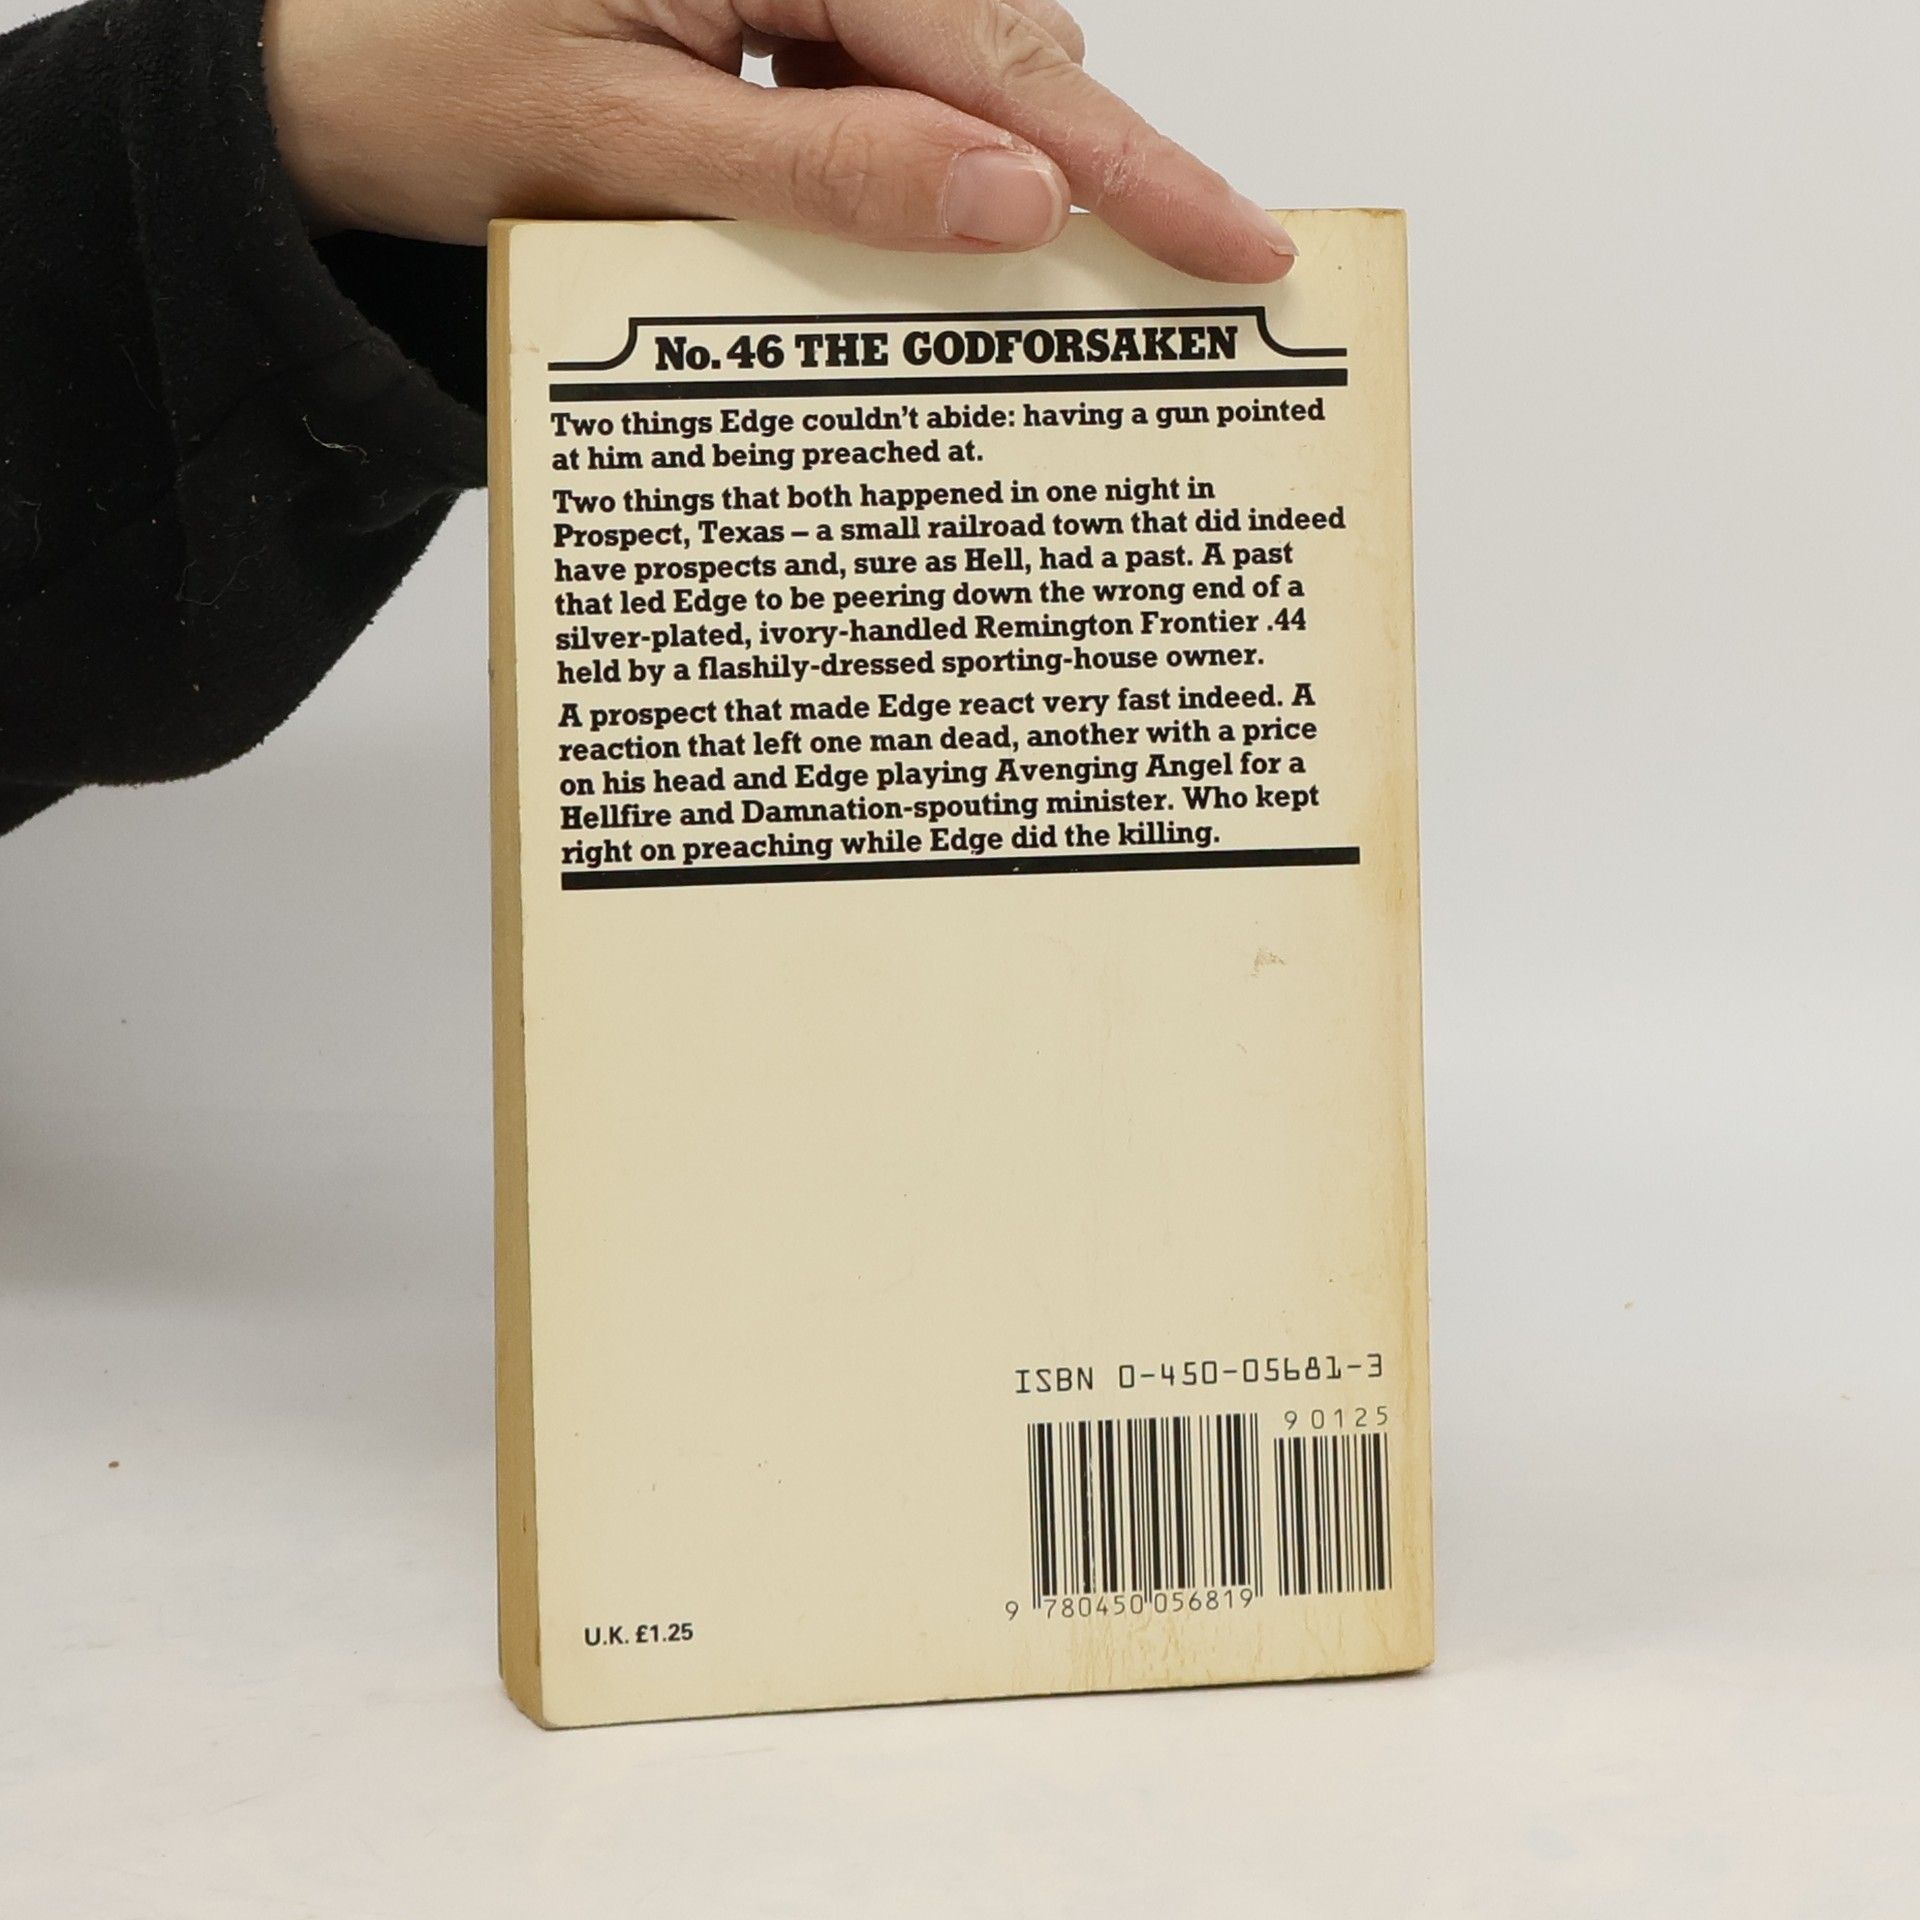 No. 46 THE GODFORSAKEN
Two things Edge couldn't abide: having a gun pointed
at him and being preached at.
Two things that both happened in one night in
Prospect, Texas – a small railroad town that did indeed
have prospects and, sure as Hell, had a past. A past
that led Edge to be peering down the wrong end of a
silver-plated, ivory-handled Remington Frontier .44
held by a flashily-dressed sporting-house owner.
A prospect that made Edge react very fast indeed. A
reaction that left one man dead, another with a price
on his head and Edge playing Avenging Angel for a
Hellfire and Damnation-spouting minister. Who kept
right on preaching while Edge did the killing.
ISBN 0-450-05681-3
90125
9 780450 056819
U.K. £1.25